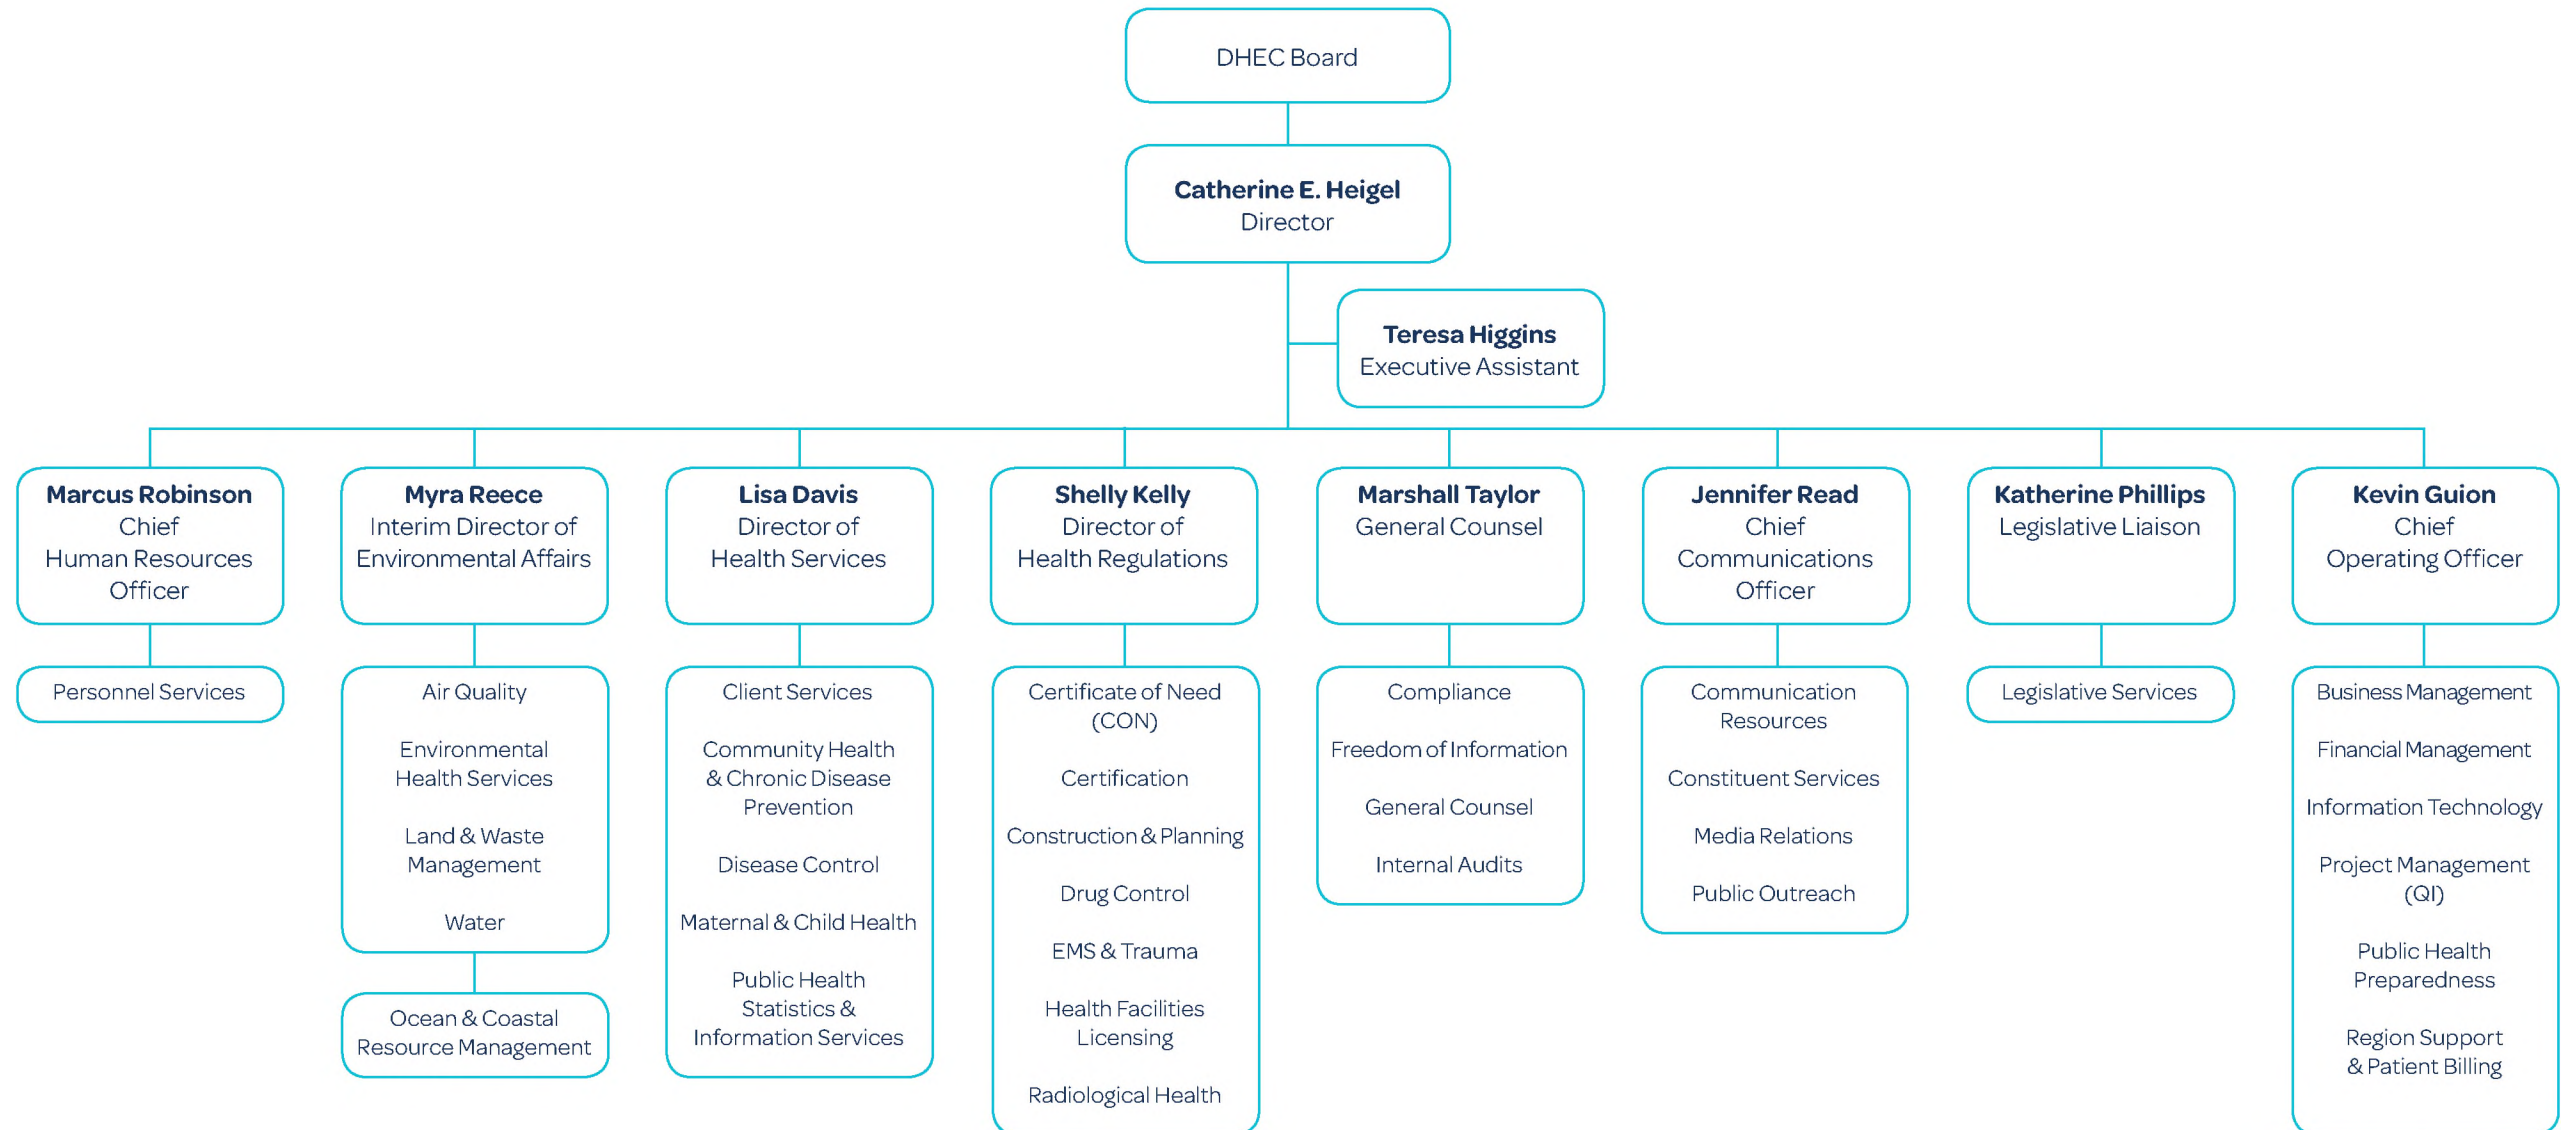 DHEC Board
Catherine E. Heigel
Director
Teresa Higgins
Executive Assistant
Marcus Robinson
Chief
Human Resources
Officer
Personnel Services
Myra Reece
Interim Director of
Environmental Affairs
Air Quality
Environmental
Health Services
Land & Waste
Management
Water
Ocean & Coastal
Resource Management
Lisa Davis
Director of
Health Services
Client Services
Community Health
& Chronic Disease
Prevention
Disease Control
Maternal & Child Health
Public Health
Statistics &
Information Services
Shelly Kelly
Director of
Health Regulations
Certificate of Need
(CON)
Certification
Construction & Planning
Drug Control
EMS & Trauma
Health Facilities
Licensing
Radiological Health
Marshall Taylor
General Counsel
Compliance
Freedom of Information
General Counsel
Internal Audits
Jennifer Read
Chief
Communications
Officer
Communication
Resources
Constituent Services
Media Relations
Public Outreach
Katherine Phillips
Legislative Liaison
Legislative Services
Kevin Guion
Chief
Operating Officer
Business Management
Financial Management
Information Technology
Project Management
(QI)
Public Health
Preparedness
Region Support
& Patient Billing